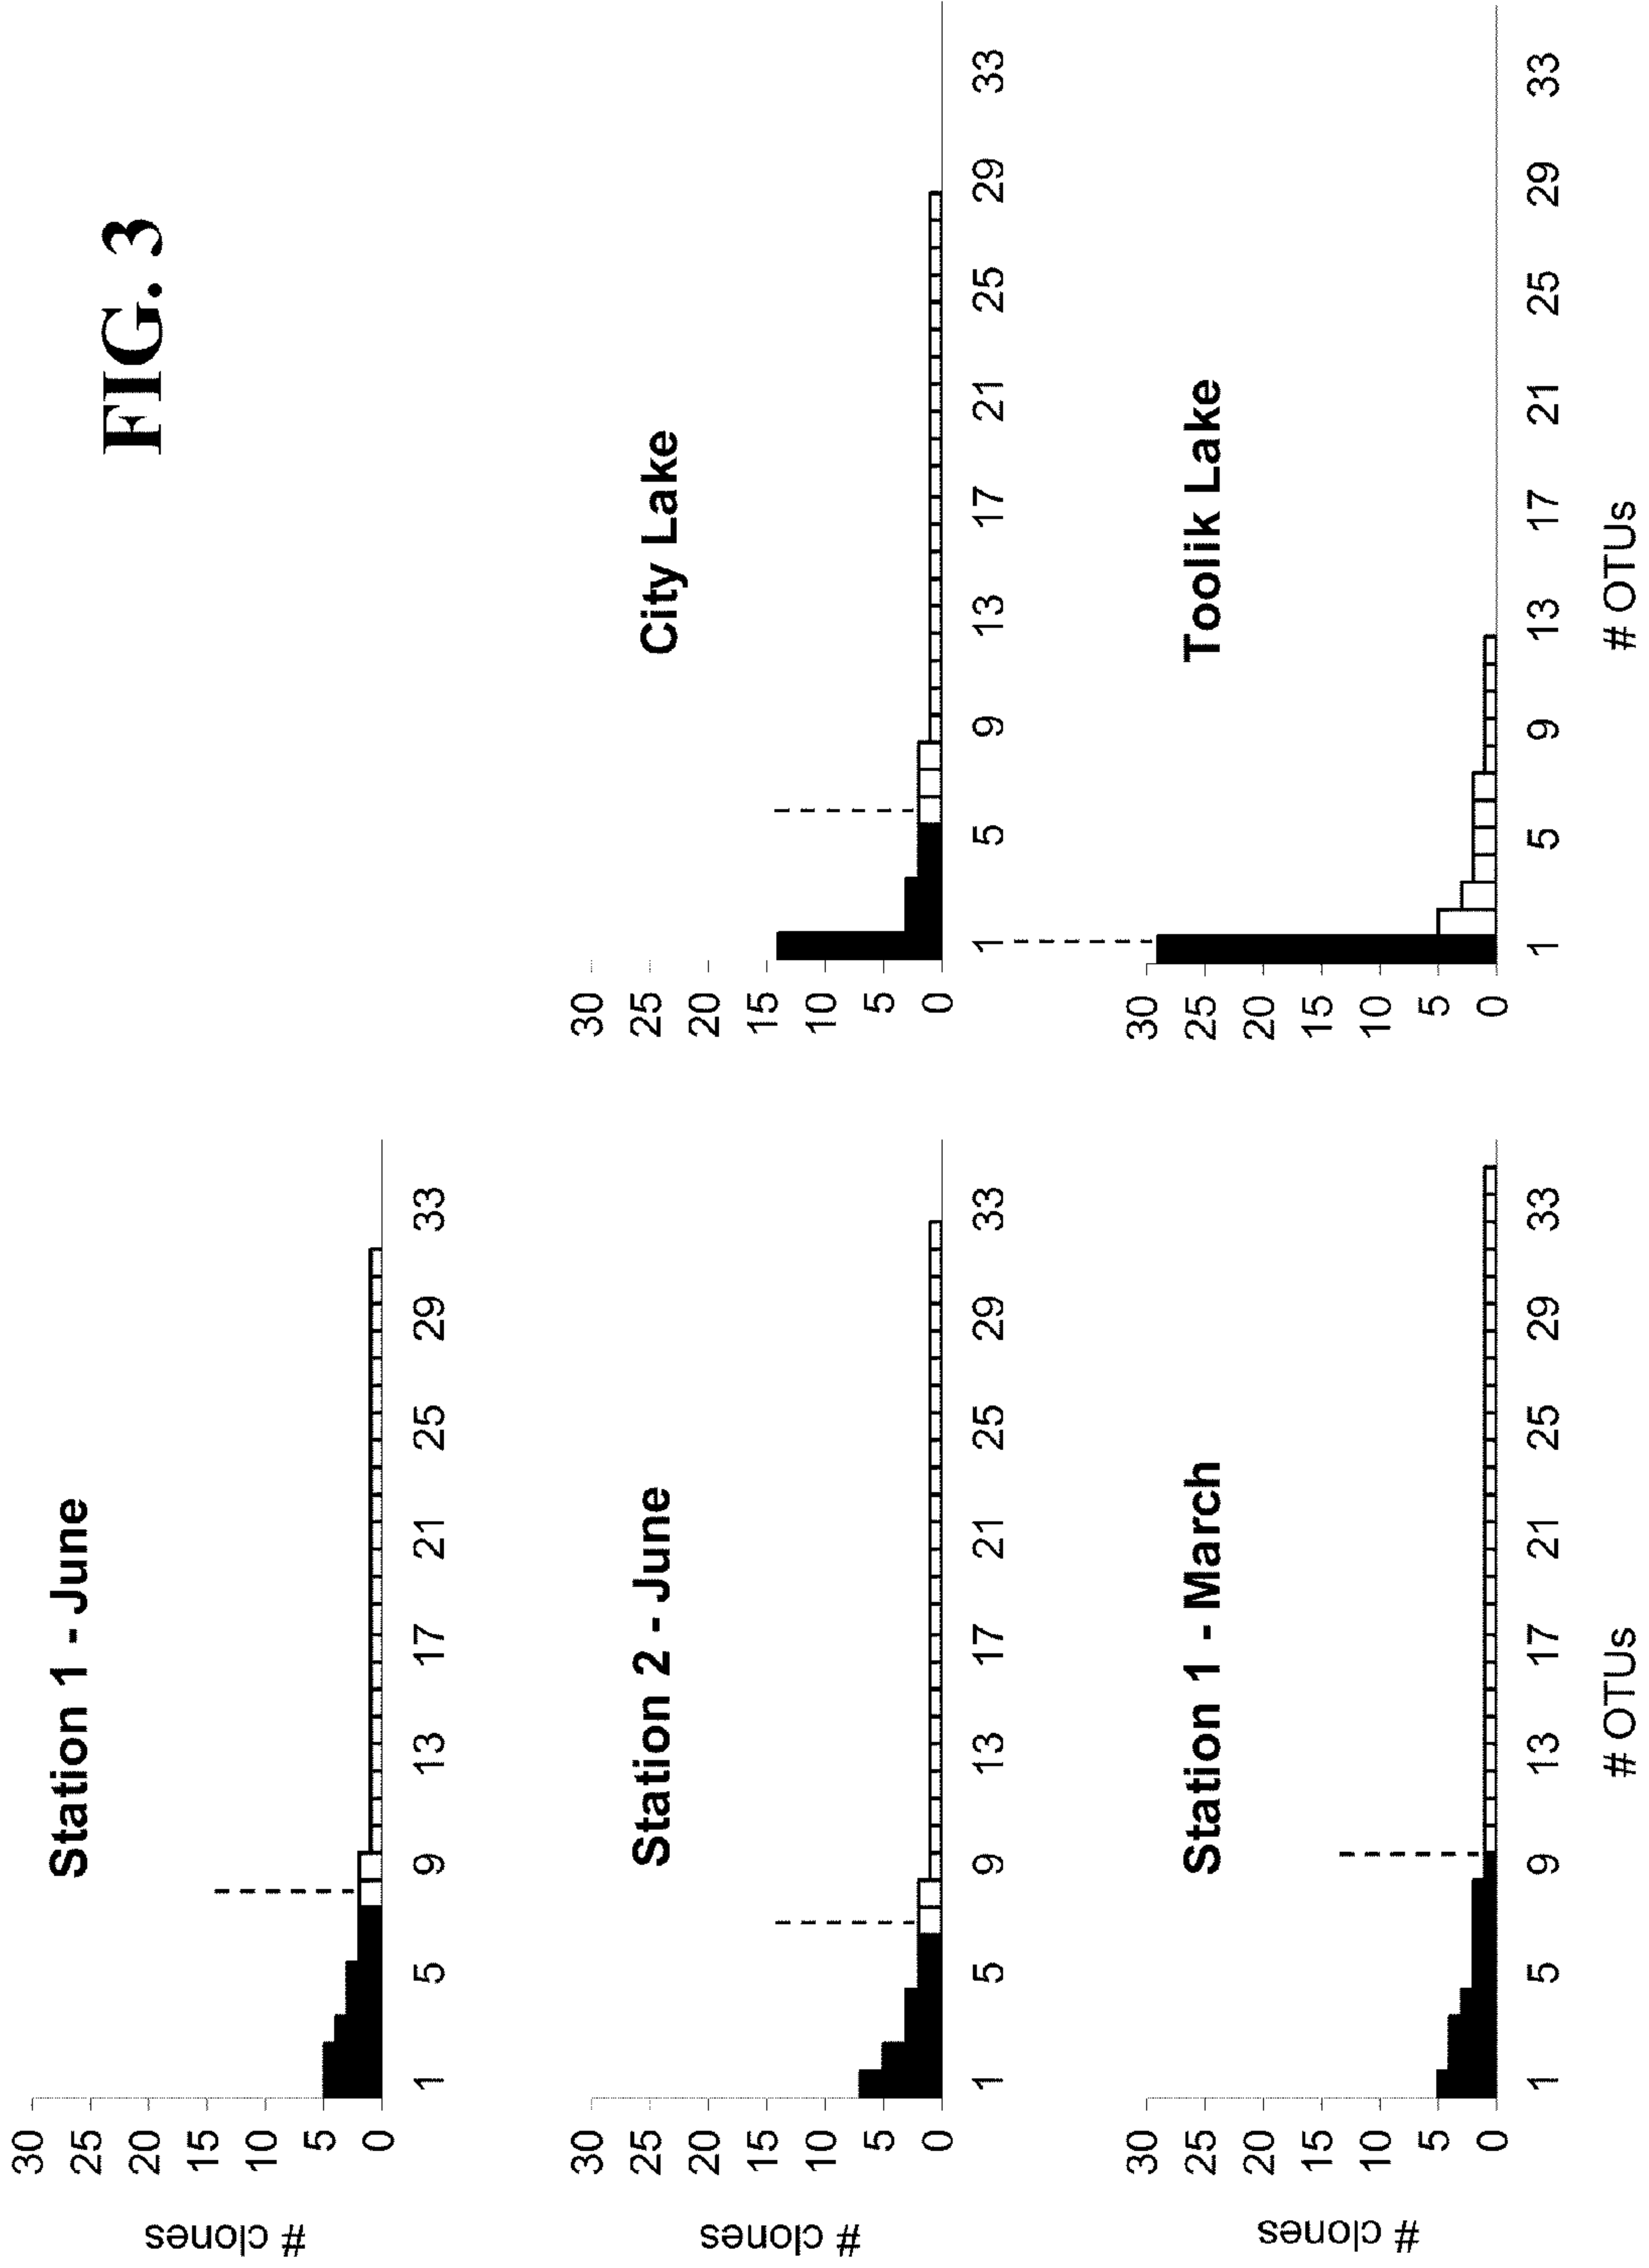 FIG. 3
Station 1 - June
# clones
30
25
20
15
10
5
0
1 5 9 13 17 21 25 29 33
Station 2 - June
# clones
30
25
20
15
10
5
0
1 5 9 13 17 21 25 29 33
City Lake
30
25
20
15
10
5
0
1 5 9 13 17 21 25 29 33
Station 1 - March
# clones
30
25
20
15
10
5
0
1 5 9 13 17 21 25 29 33
# OTUs
Toolik Lake
30
25
20
15
10
5
0
1 5 9 13 17 21 25 29 33
# OTUs